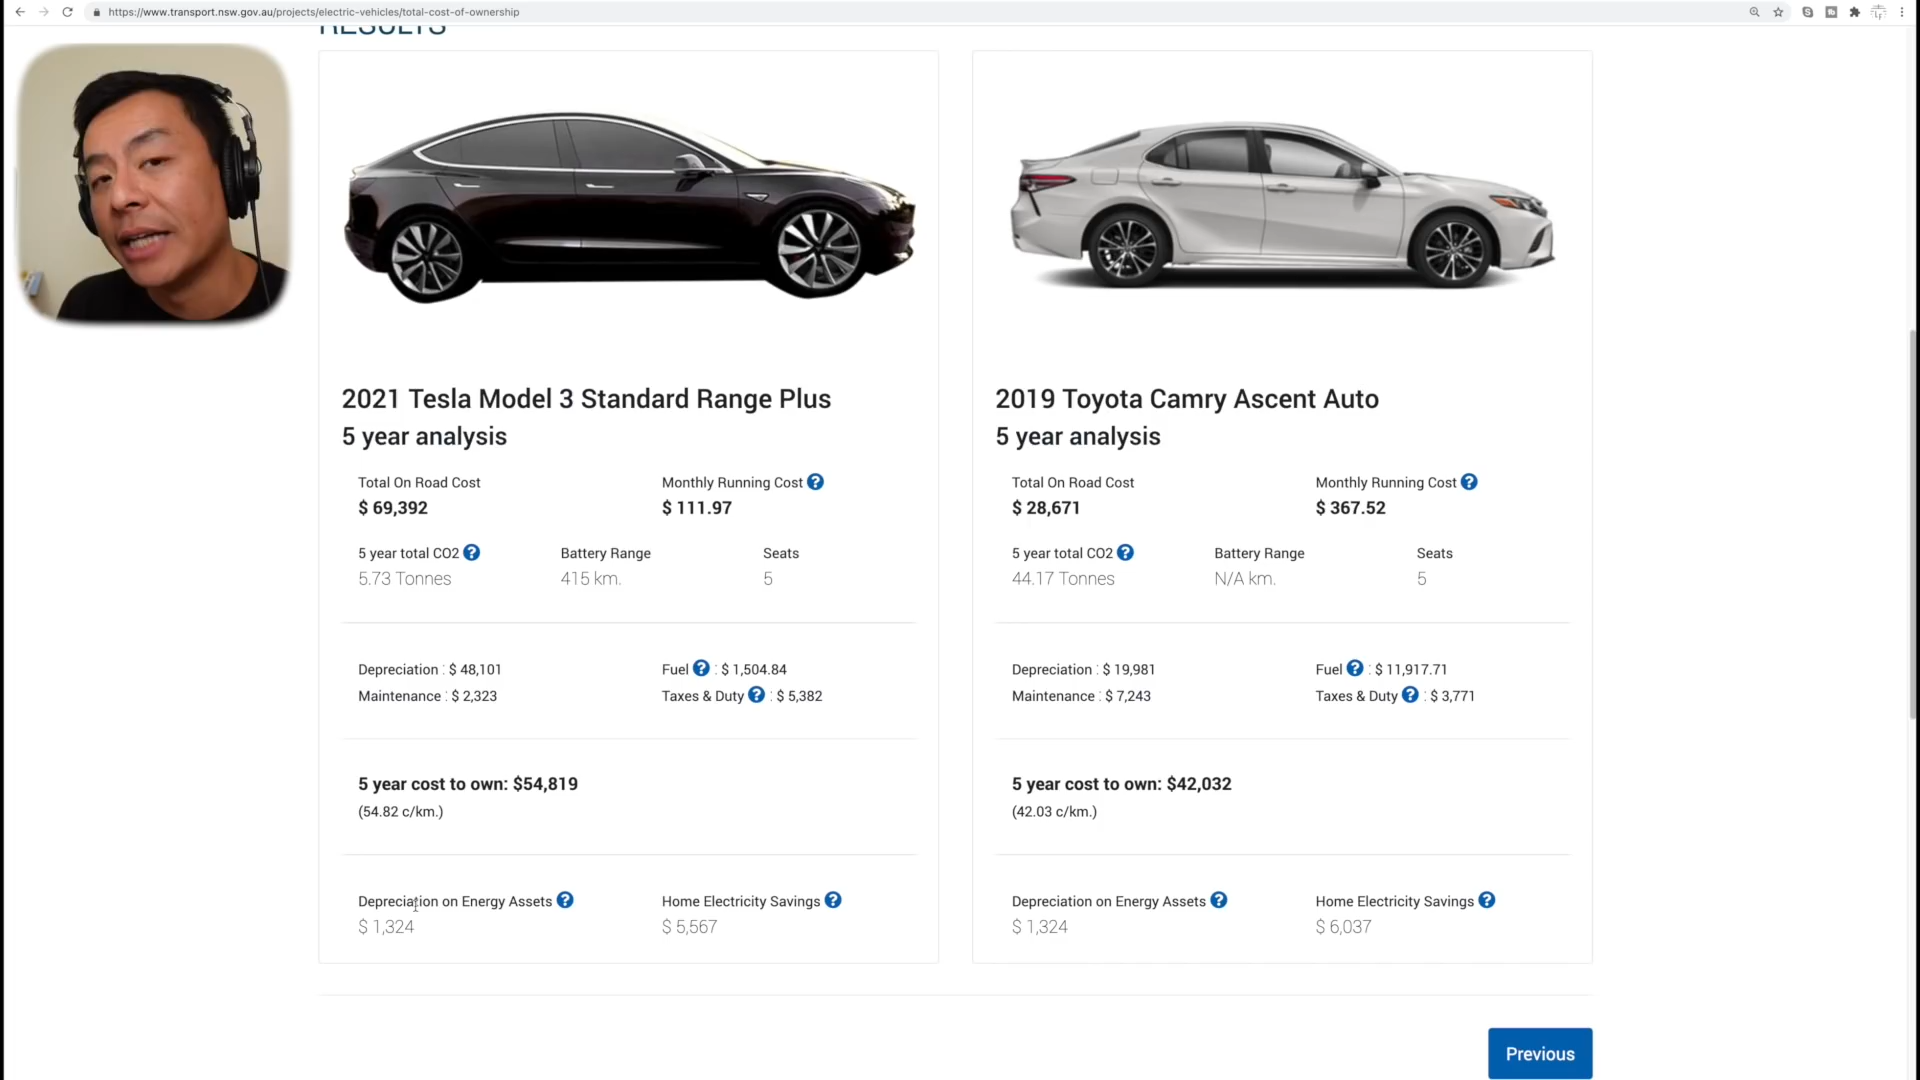 https://www.transport.nsw.gov.au/projects/electric-vehicles/total-cost-of-ownership
RESULTS
2021 Tesla Model 3 Standard Range Plus
5 year analysis
Total On Road Cost
$ 69,392
Monthly Running Cost ?
$ 111.97
5 year total CO2 ?
5.73 Tonnes
Battery Range
415 km.
Seats
5
Depreciation : $ 48,101
Fuel ? : $ 1,504.84
Maintenance : $ 2,323
Taxes & Duty ? : $ 5,382
5 year cost to own: $54,819
(54.82 c/km.)
Depreciation on Energy Assets ?
$ 1,324
Home Electricity Savings ?
$ 5,567
2019 Toyota Camry Ascent Auto
5 year analysis
Total On Road Cost
$ 28,671
Monthly Running Cost ?
$ 367.52
5 year total CO2 ?
44.17 Tonnes
Battery Range
N/A km.
Seats
5
Depreciation : $ 19,981
Fuel ? : $ 11,917.71
Maintenance : $ 7,243
Taxes & Duty ? : $ 3,771
5 year cost to own: $42,032
(42.03 c/km.)
Depreciation on Energy Assets ?
$ 1,324
Home Electricity Savings ?
$ 6,037
Previous